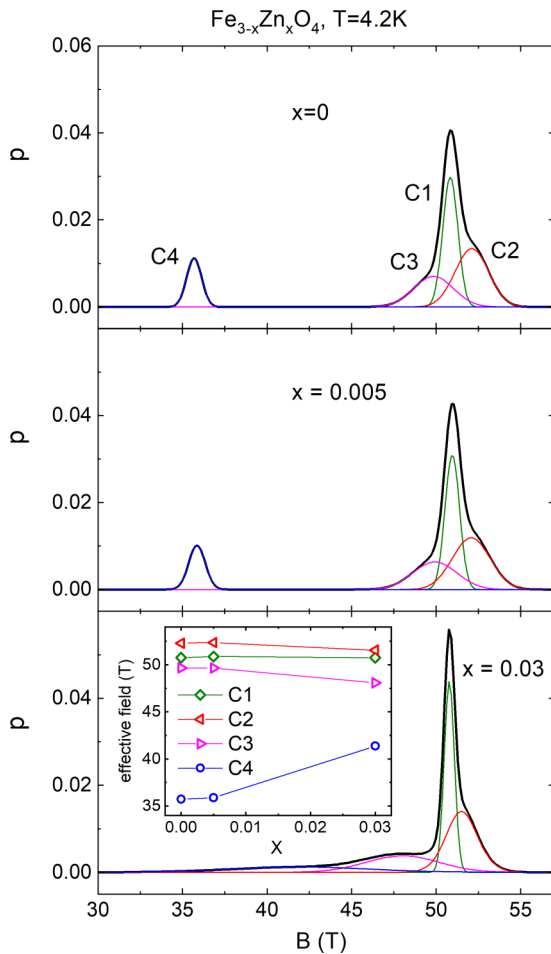 Fe₃₋ₓZnₓO₄, T=4.2K
0.06
0.04
0.02
0.00
p
x=0
C4
C3
C1
C2
0.04
0.02
0.00
p
x = 0.005
0.04
0.02
0.00
p
x = 0.03
50
45
40
35
effective field (T)
C1
C2
C3
C4
0.00 0.01 0.02 0.03
X
30 35 40 45 50 55
B (T)